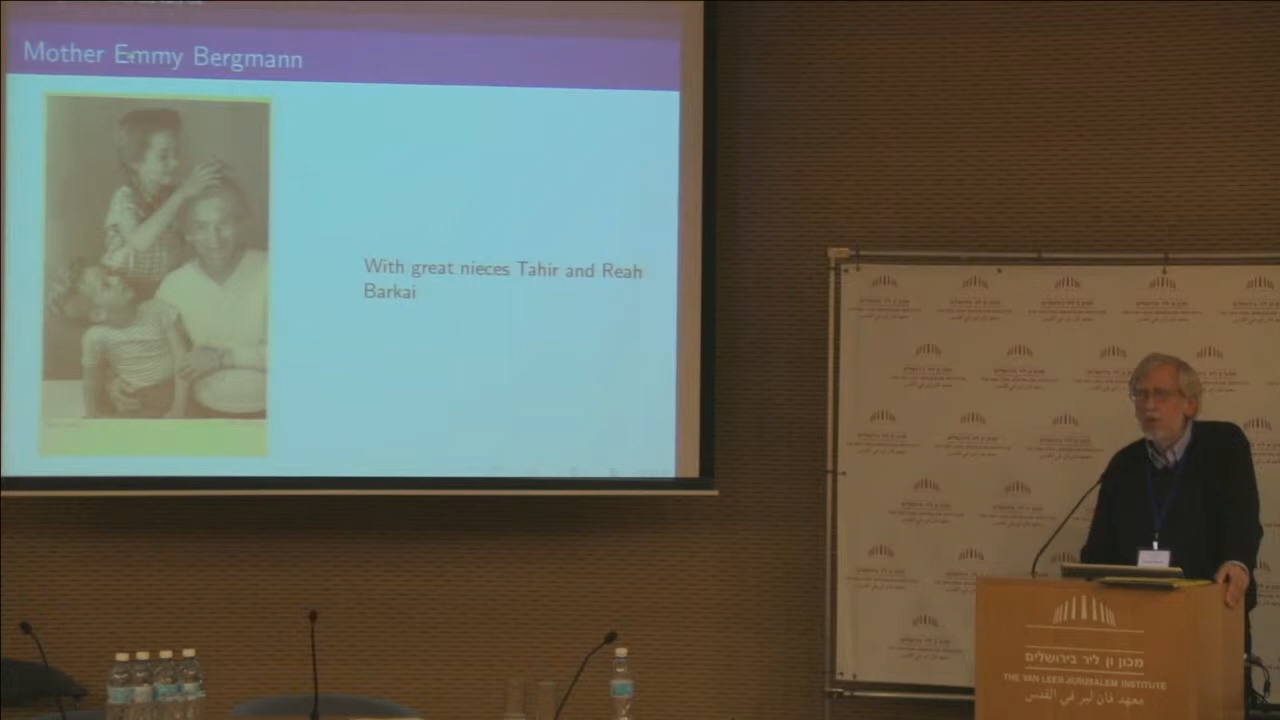 Mother Emmy Bergmann
With great nieces Tahir and Reah
Barkai
מכון ון ליר בירושלים
THE VAN LEER JERUSALEM INSTITUTE
معهد فان لير في القدس